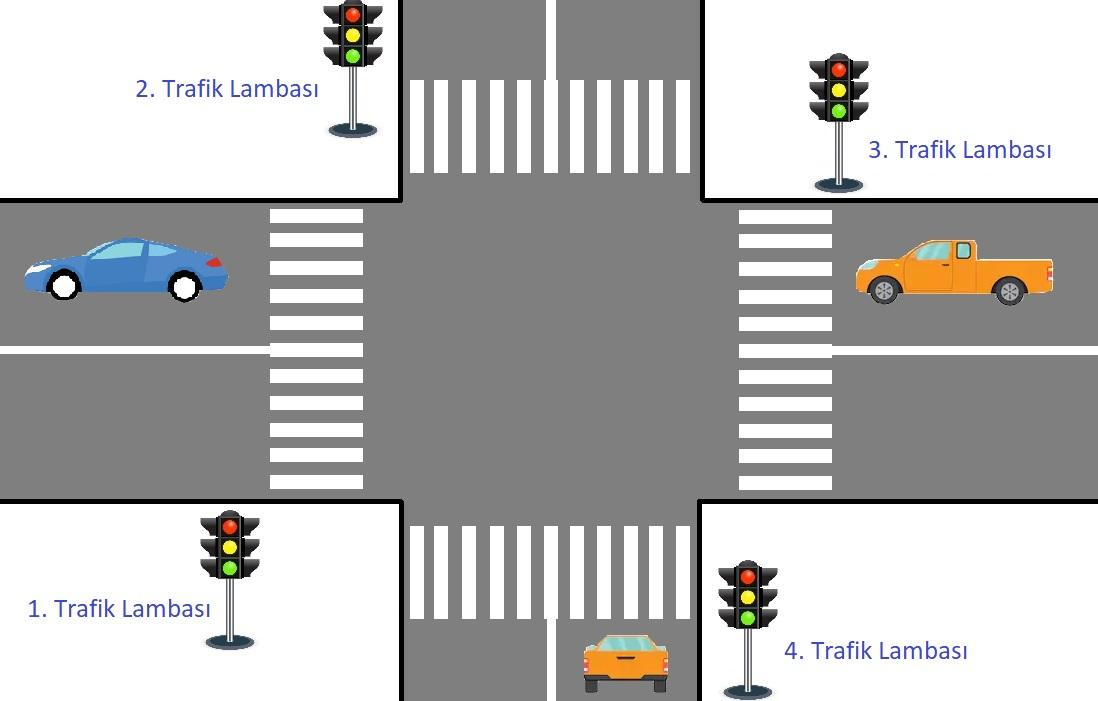 2. Trafik Lambası
3. Trafik Lambası
1. Trafik Lambası
4. Trafik Lambası